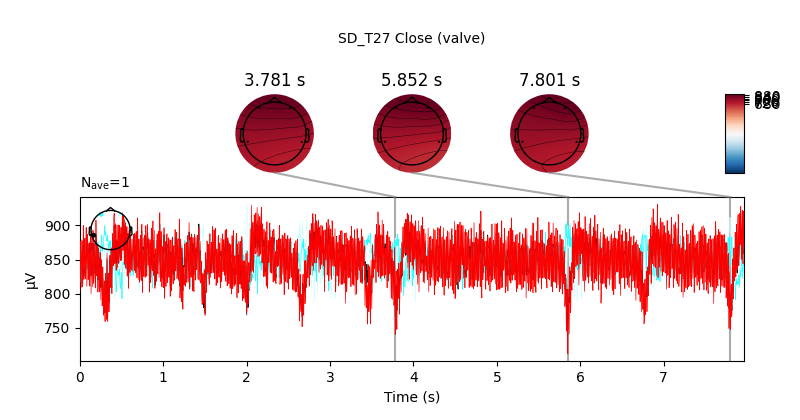 SD_T27 Close (valve)
3.781 s 5.852 s 7.801 s
Nave=1
900
850
800
750
µV
0 1 2 3 4 5 6 7
Time (s)